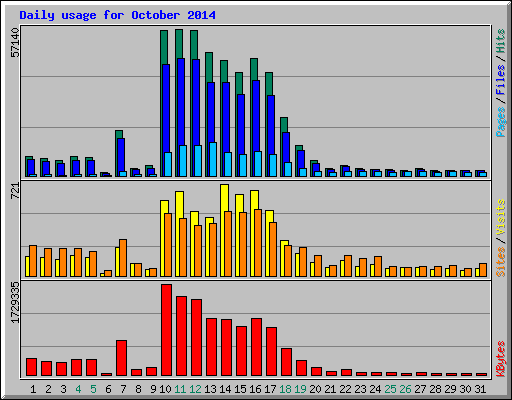 Daily usage for October 2014
57140
Pages/Files/Hits
721
Sites/Visits
1729335
KBytes
1 2 3 4 5 6 7 8 9 10 11 12 13 14 15 16 17 18 19 20 21 22 23 24 25 26 27 28 29 30 31